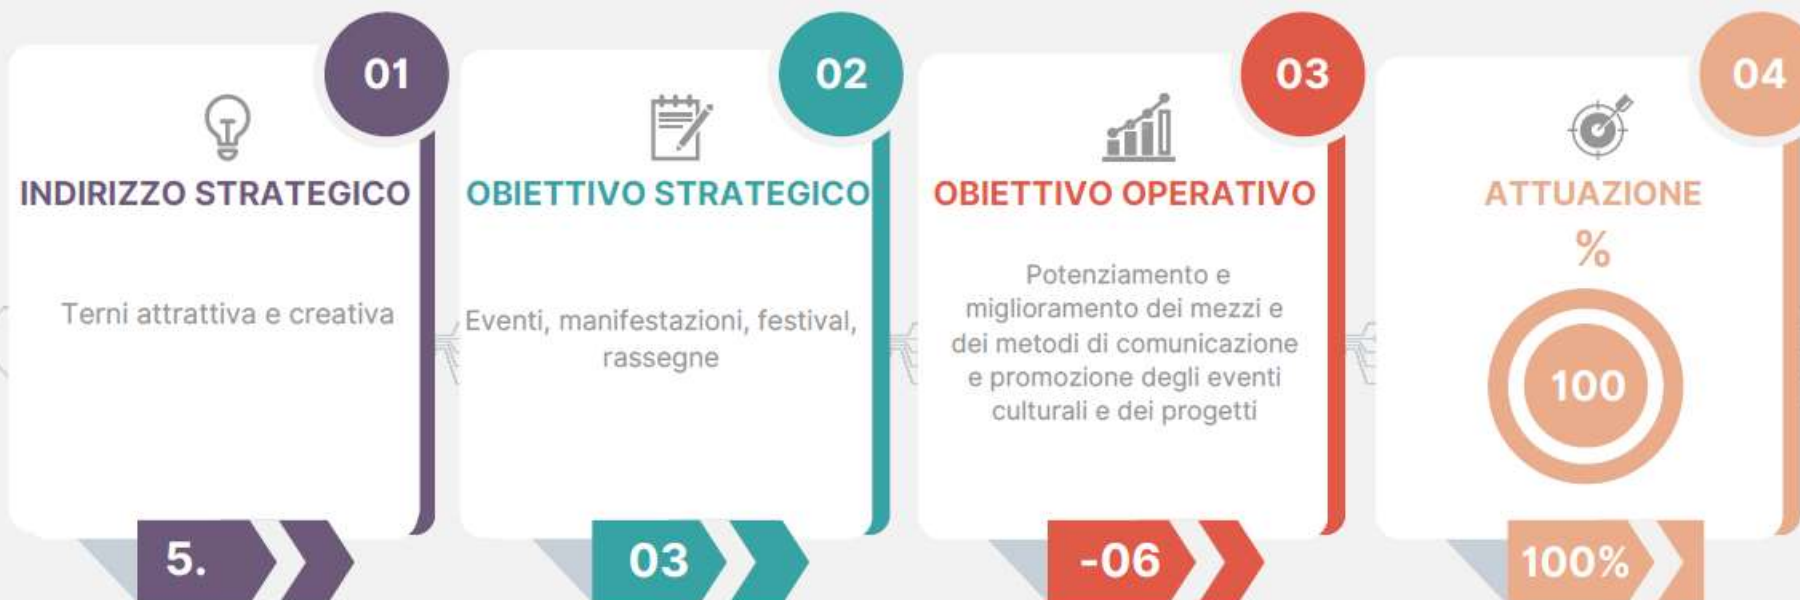 01
INDIRIZZO STRATEGICO
Terni attrattiva e creativa
5.
02
OBIETTIVO STRATEGICO
Eventi, manifestazioni, festival,
rassegne
03
03
OBIETTIVO OPERATIVO
Potenziamento e
miglioramento dei mezzi e
dei metodi di comunicazione
e promozione degli eventi
culturali e dei progetti
-06
04
ATTUAZIONE
%
100
100%